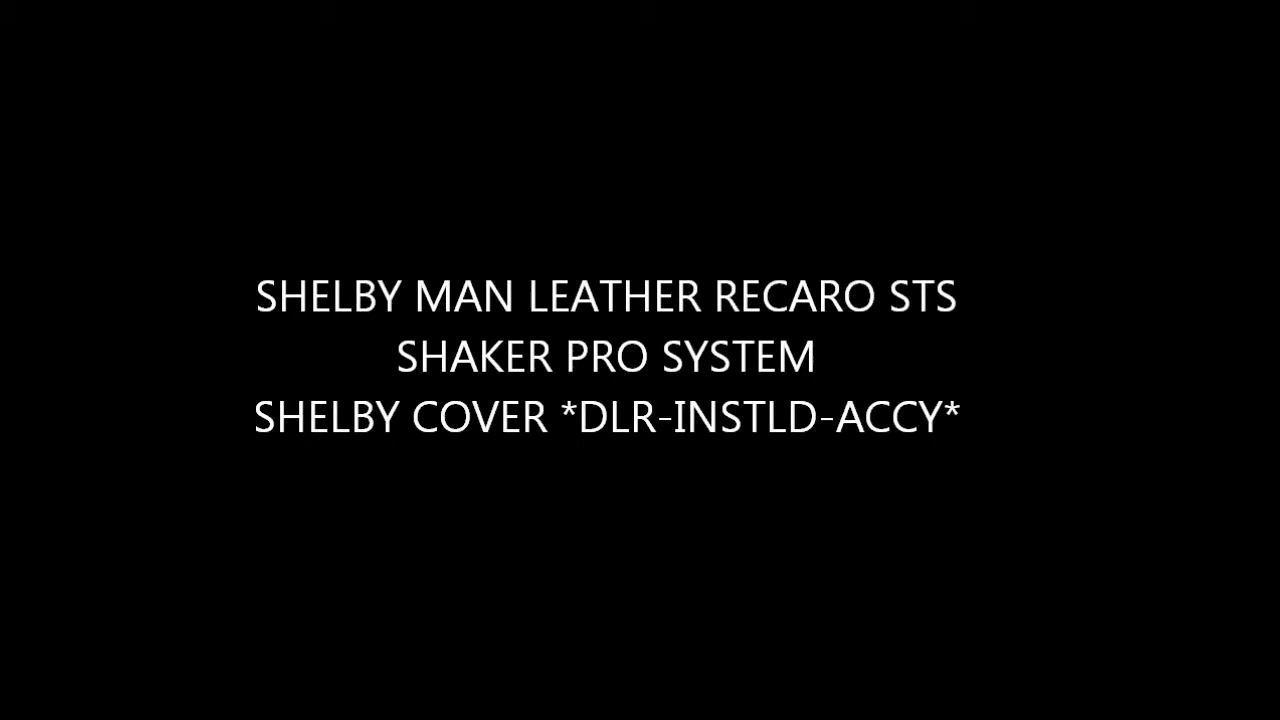 SHELBY MAN LEATHER RECARO STS
SHAKER PRO SYSTEM
SHELBY COVER *DLR-INSTLD-ACCY*